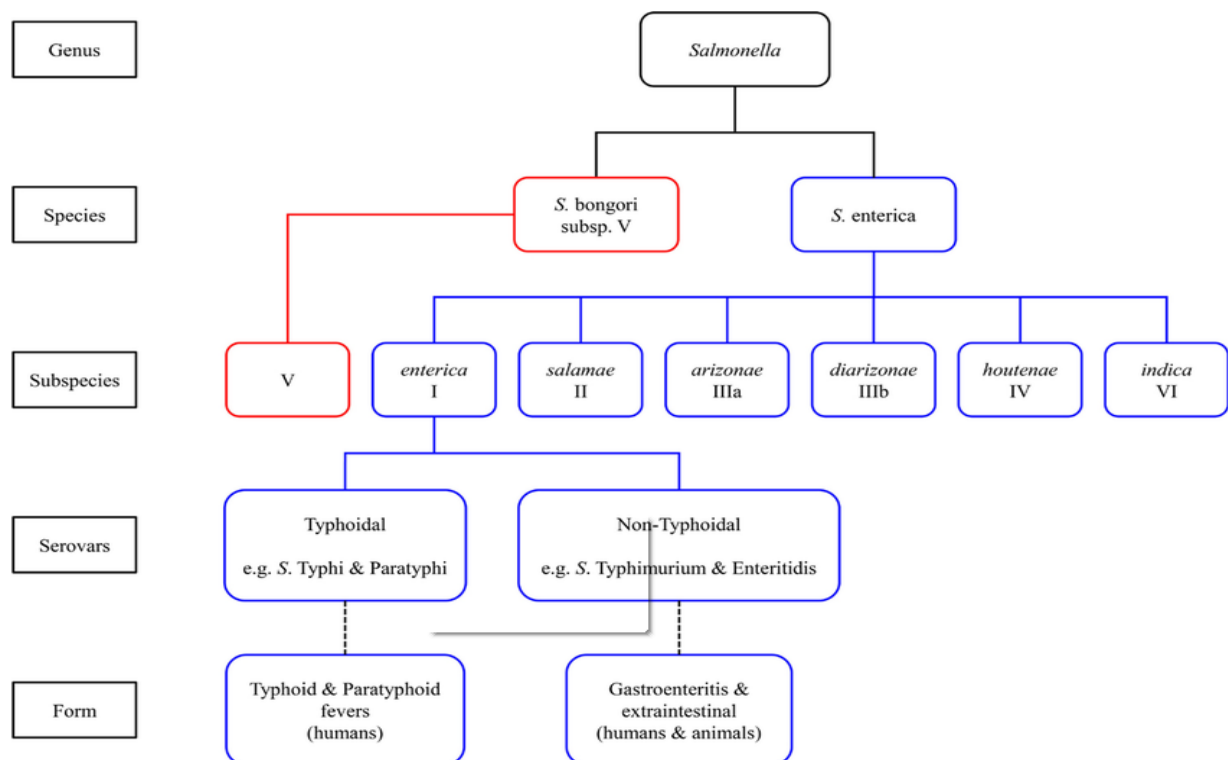 Genus
Salmonella
Species
S. bongori
subsp. V
S. enterica
Subspecies
V
enterica
I
salamae
II
arizonae
IIIa
diarizonae
IIIb
houtenae
IV
indica
VI
Serovars
Typhoidal
e.g. S. Typhi & Paratyphi
Non-Typhoidal
e.g. S. Typhimurium & Enteritidis
Form
Typhoid & Paratyphoid
fevers
(humans)
Gastroenteritis &
extraintestinal
(humans & animals)